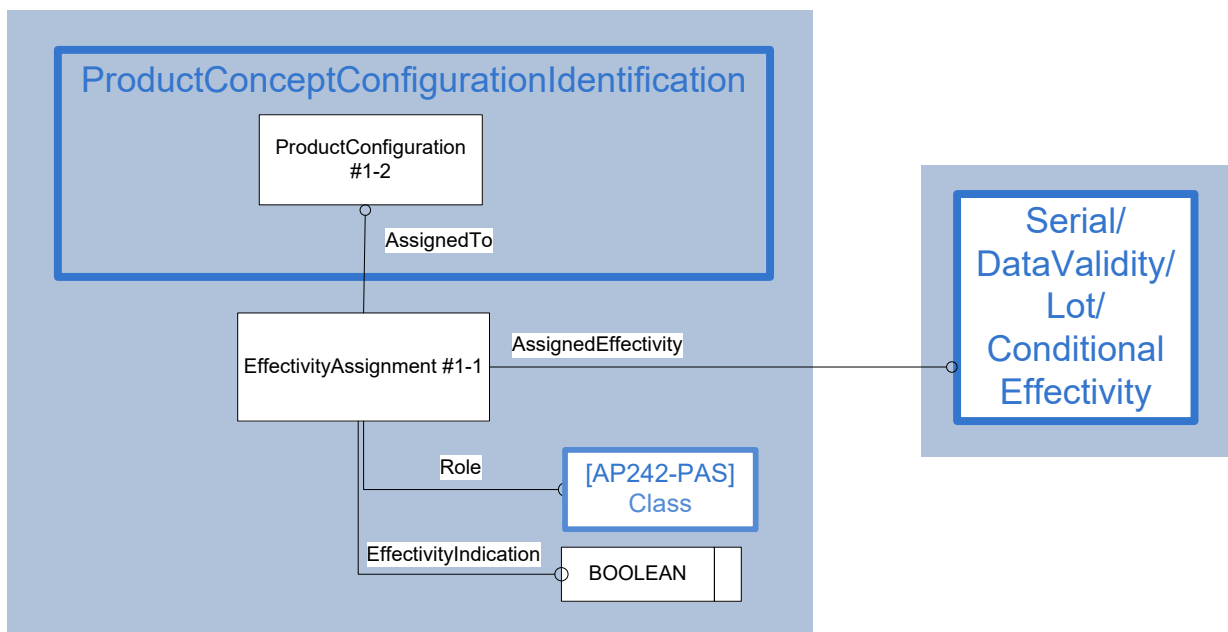 ProductConceptConfigurationIdentification
ProductConfiguration
#1-2
AssignedTo
EffectivityAssignment #1-1
AssignedEffectivity
Serial/
DataValidity/
Lot/
Conditional
Effectivity
Role
[AP242-PAS]
Class
EffectivityIndication
BOOLEAN